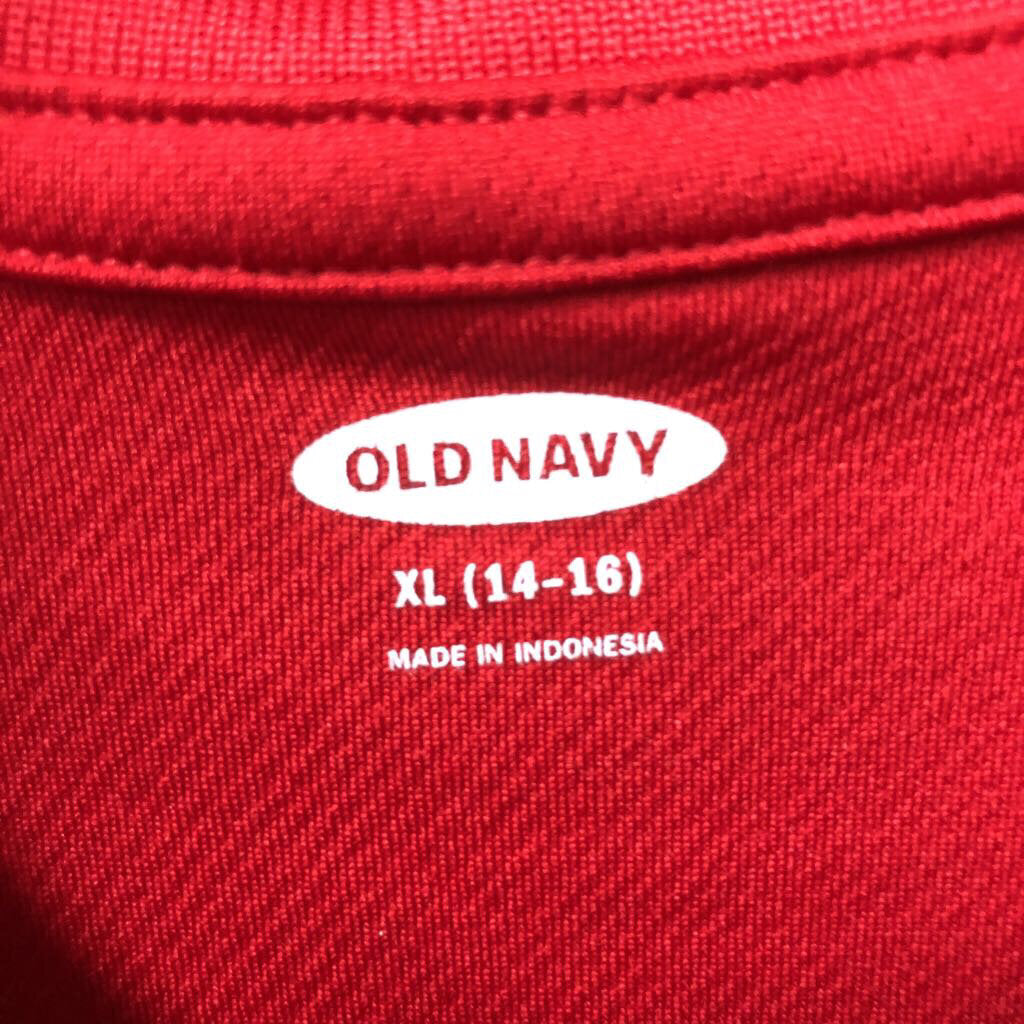 OLD NAVY
XL (14-16)
MADE IN INDONESIA